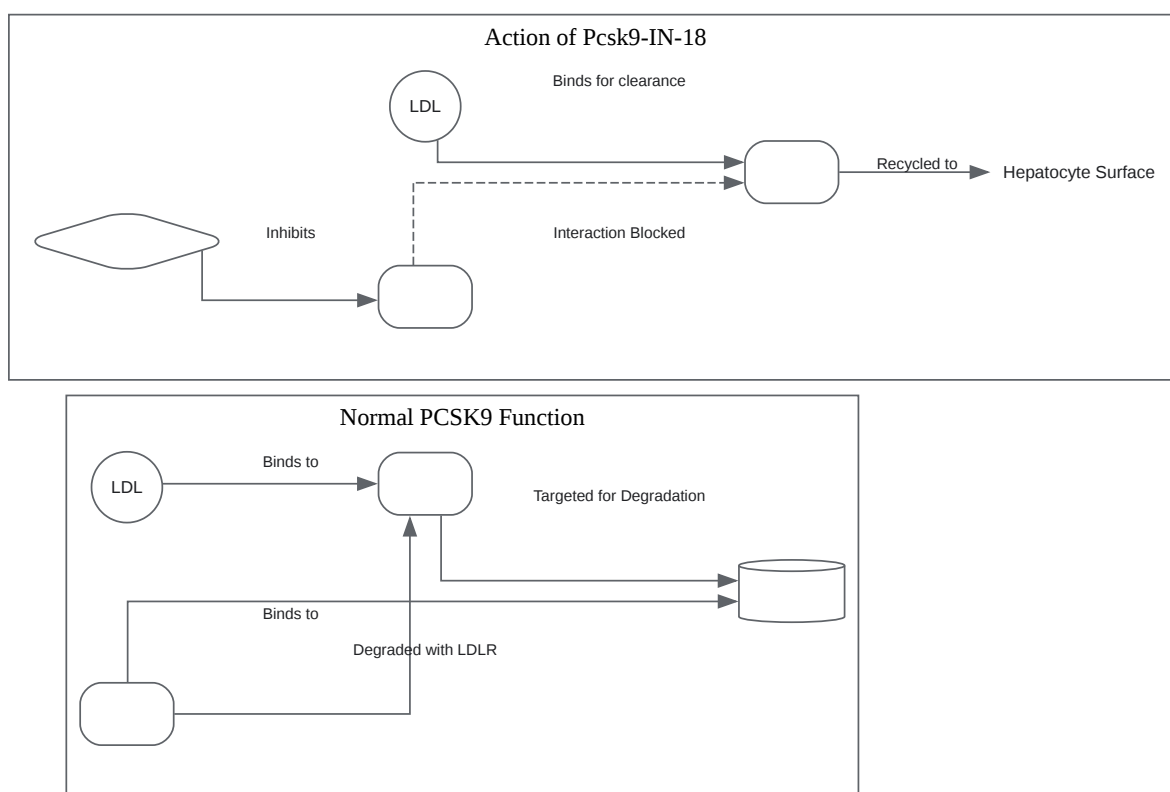 Action of Pcsk9-IN-18
Binds for clearance
LDL
Recycled to
Hepatocyte Surface
Inhibits
Interaction Blocked
Normal PCSK9 Function
Binds to
LDL
Targeted for Degradation
Binds to
Degraded with LDLR